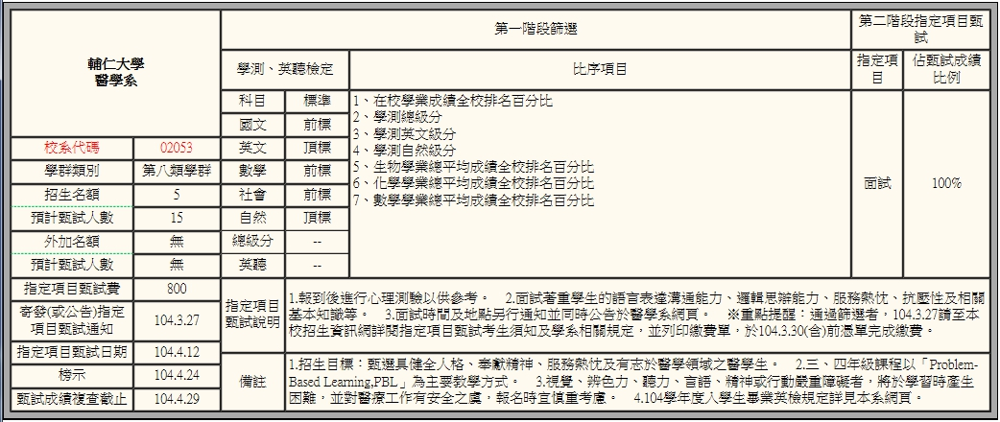 輔仁大學
醫學系
第一階段篩選
第二階段指定項目甄
試
學測、英聽檢定
比序項目
指定項
目
佔甄試成績
比例
科目 標準
國文 前標
英文 頂標
數學 前標
社會 前標
自然 頂標
總級分 --
英聽 --
1、在校學業成績全校排名百分比
2、學測總級分
3、學測英文級分
4、學測自然級分
5、生物學業總平均成績全校排名百分比
6、化學學業總平均成績全校排名百分比
7、數學學業總平均成績全校排名百分比
面試 100%
校系代碼 02053
學群類別 第八類學群
招生名額 5
預計甄試人數 15
外加名額 無
預計甄試人數 無
指定項目甄試費 800
寄發(或公告)指定
項目甄試通知
104.3.27
指定項目甄試日期 104.4.12
榜示 104.4.24
甄試成績複查截止 104.4.29
指定項目
甄試說明
1.報到後進行心理測驗以供參考。 2.面試著重學生的語言表達溝通能力、邏輯思辦能力、服務熱忱、抗壓性及相關
基本知識等。 3.面試時間及地點另行通知並同時公告於醫學系網頁。 ※重點提醒：通過篩選者，104.3.27請至本
校招生資訊網詳閱指定項目甄試考生須知及學系相關規定，並列印繳費單，於104.3.30(含)前憑單完成繳費。
備註
1.招生目標：甄選具健全人格、奉獻精神、服務熱忱及有志於醫學領域之醫學生。 2.三、四年級課程以「Problem-
Based Learning,PBL」為主要教學方式。 3.視覺、辨色力、聽力、言語、精神或行動嚴重障礙者，將於學習時產生
困難，並對醫療工作有安全之虞，報名時宜慎重考慮。 4.104學年度入學生畢業英檢規定詳見本系網頁。